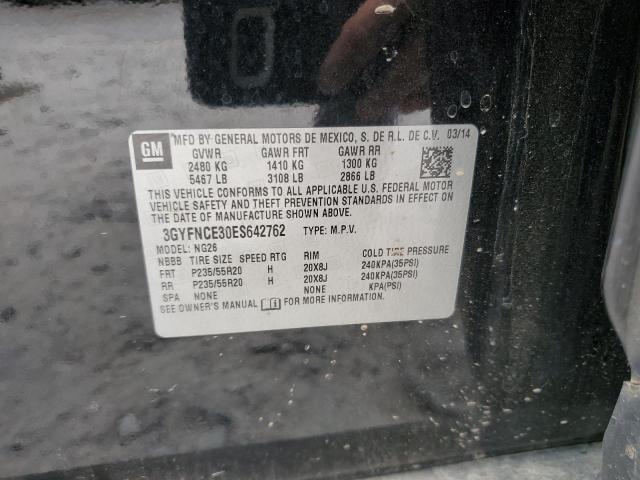 GM
MFD BY GENERAL MOTORS DE MEXICO, S. DE R.L. DE C.V. 03/14
GVWR GAWR FRT GAWR RR
2480 KG 1410 KG 1300 KG
5467 LB 3108 LB 2866 LB
THIS VEHICLE CONFORMS TO ALL APPLICABLE U.S. FEDERAL MOTOR
VEHICLE SAFETY AND THEFT PREVENTION STANDARDS IN EFFECT ON
THE DATE OF MANUFACTURE SHOWN ABOVE.
3GYFNCE30ES642762 TYPE: M.P.V.
MODEL: NG26
NBBB TIRE SIZE SPEED RTG RIM COLD TIRE PRESSURE
FRT P235/55R20 H 20X8J 240KPA(35PSI)
RR P235/55R20 H 20X8J 240KPA(35PSI)
SPA NONE NONE KPA(PSI)
SEE OWNER'S MANUAL FOR MORE INFORMATION.